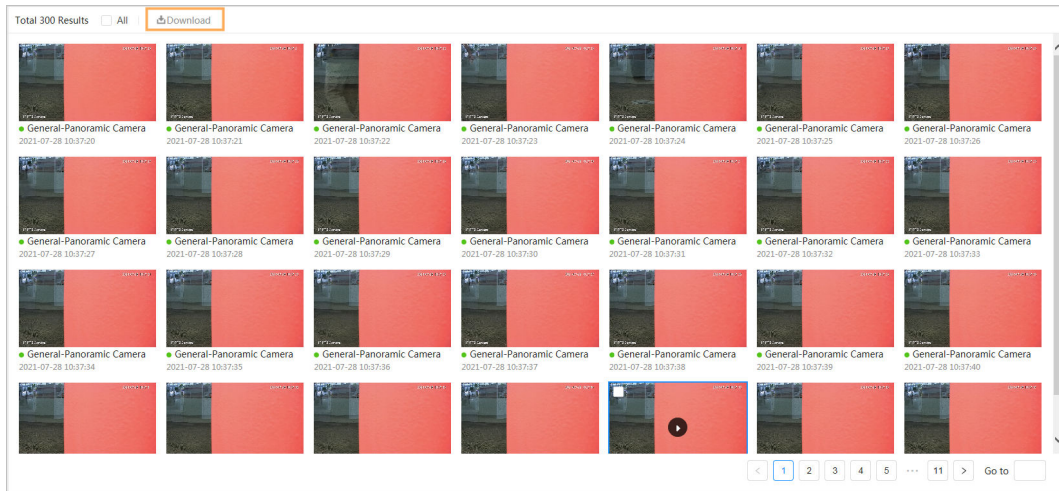 Total 300 Results All Download
General-Panoramic Camera General-Panoramic Camera General-Panoramic Camera General-Panoramic Camera General-Panoramic Camera General-Panoramic Camera General-Panoramic Camera
2021-07-28 10:37:20 2021-07-28 10:37:21 2021-07-28 10:37:22 2021-07-28 10:37:23 2021-07-28 10:37:24 2021-07-28 10:37:25 2021-07-28 10:37:26
General-Panoramic Camera General-Panoramic Camera General-Panoramic Camera General-Panoramic Camera General-Panoramic Camera General-Panoramic Camera General-Panoramic Camera
2021-07-28 10:37:27 2021-07-28 10:37:28 2021-07-28 10:37:29 2021-07-28 10:37:30 2021-07-28 10:37:31 2021-07-28 10:37:32 2021-07-28 10:37:33
General-Panoramic Camera General-Panoramic Camera General-Panoramic Camera General-Panoramic Camera General-Panoramic Camera General-Panoramic Camera General-Panoramic Camera
2021-07-28 10:37:34 2021-07-28 10:37:35 2021-07-28 10:37:36 2021-07-28 10:37:37 2021-07-28 10:37:38 2021-07-28 10:37:39 2021-07-28 10:37:40
< 1 2 3 4 5 ··· 11 > Go to